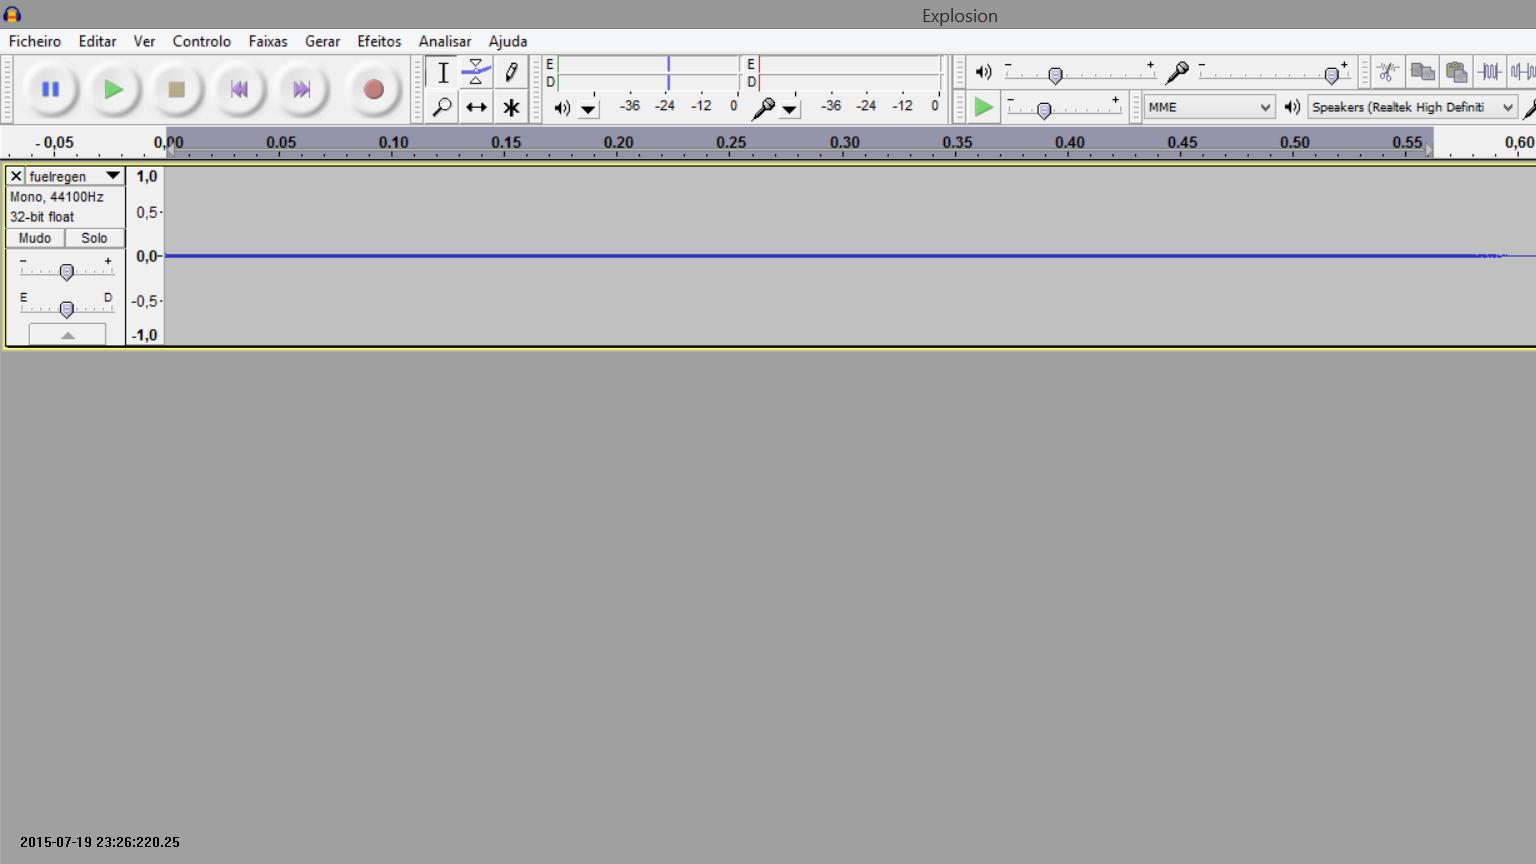 Explosion
Ficheiro Editar Ver Controlo Faixas Gerar Efeitos Analisar Ajuda
E E
D D
-36 -24 -12 0 -36 -24 -12 0
MME Speakers (Realtek High Definiti
- 0,05 0,00 0.05 0.10 0.15 0.20 0.25 0.30 0.35 0.40 0.45 0.50 0.55 0,60
fuelregen 1,0
Mono, 44100Hz
32-bit float 0,5
Mudo Solo
- + 0,0
E D -0,5
-1,0
2015-07-19 23:26:220.25